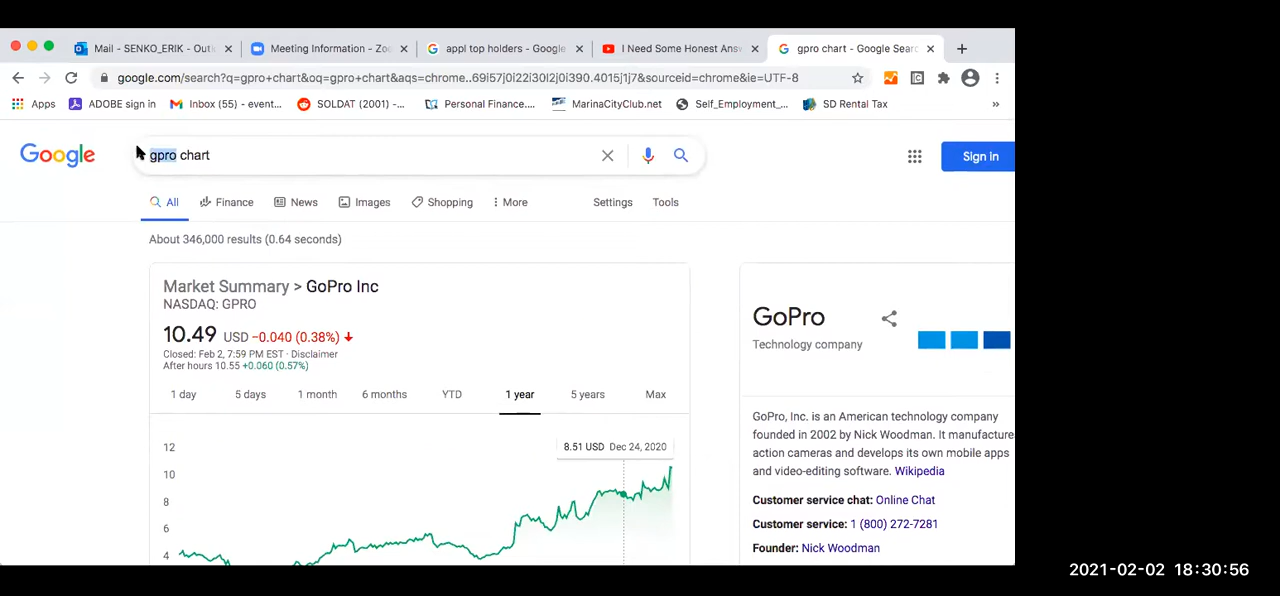 Mail - SENKO_ERIK - Outl
Meeting Information - Zoo
appl top holders - Google
I Need Some Honest Answ
gpro chart - Google Searc
google.com/search?q=gpro+chart&oq=gpro+chart&aqs=chrome..69i57j0i22i30l2j0i390.4015j1j7&sourceid=chrome&ie=UTF-8
Apps
ADOBE sign in
Inbox (55) - event...
SOLDAT (2001) -...
Personal Finance....
MarinaCityClub.net
Self_Employment_...
SD Rental Tax
»
Google
gpro chart
Sign in
All
Finance
News
Images
Shopping
More
Settings
Tools
About 346,000 results (0.64 seconds)
Market Summary > GoPro Inc
NASDAQ: GPRO
10.49 USD −0.040 (0.38%)
Closed: Feb 2, 7:59 PM EST · Disclaimer
After hours 10.55 +0.060 (0.57%)
1 day
5 days
1 month
6 months
YTD
1 year
5 years
Max
8.51 USD Dec 24, 2020
12
10
8
6
4
GoPro
Technology company
GoPro, Inc. is an American technology company
founded in 2002 by Nick Woodman. It manufacture
action cameras and develops its own mobile apps
and video-editing software. Wikipedia
Customer service chat: Online Chat
Customer service: 1 (800) 272-7281
Founder: Nick Woodman
2021-02-02 18:30:56